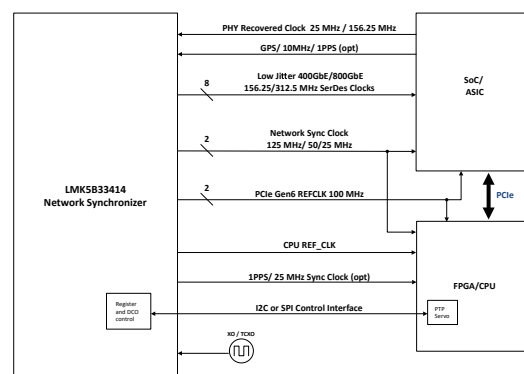 PHY Recovered Clock 25 MHz / 156.25 MHz
GPS/ 10MHz/ 1PPS (opt)
8
Low Jitter 400GbE/800GbE
156.25/312.5 MHz SerDes Clocks
SoC/
ASIC
2
Network Sync Clock
125 MHz/ 50/25 MHz
LMK5B33414
Network Synchronizer
2
PCIe Gen6 REFCLK 100 MHz
PCIe
CPU REF_CLK
1PPS/ 25 MHz Sync Clock (opt)
FPGA/CPU
Register
and DCO
control
I2C or SPI Control Interface
PTP
Servo
XO / TCXO